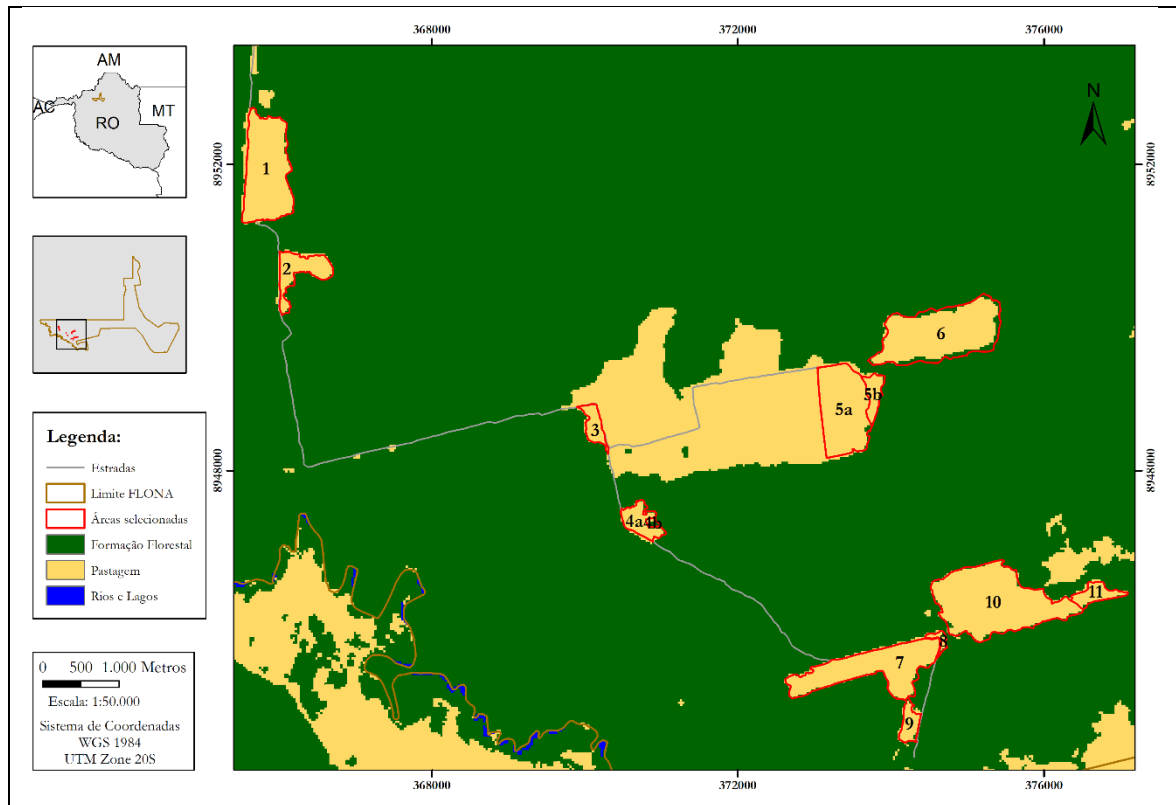 AM
AC
RO
MT
Legenda:
Estradas
Limite FLONA
Áreas selecionadas
Formação Florestal
Pastagem
Rios e Lagos
0 500 1.000 Metros
Escala: 1:50.000
Sistema de Coordenadas
WGS 1984
UTM Zone 20S
368000 372000 376000
N
8952000 8952000
1
2
6
5b
5a
3
8948000 8948000
4a4b
11
10
8
7
9
368000 372000 376000